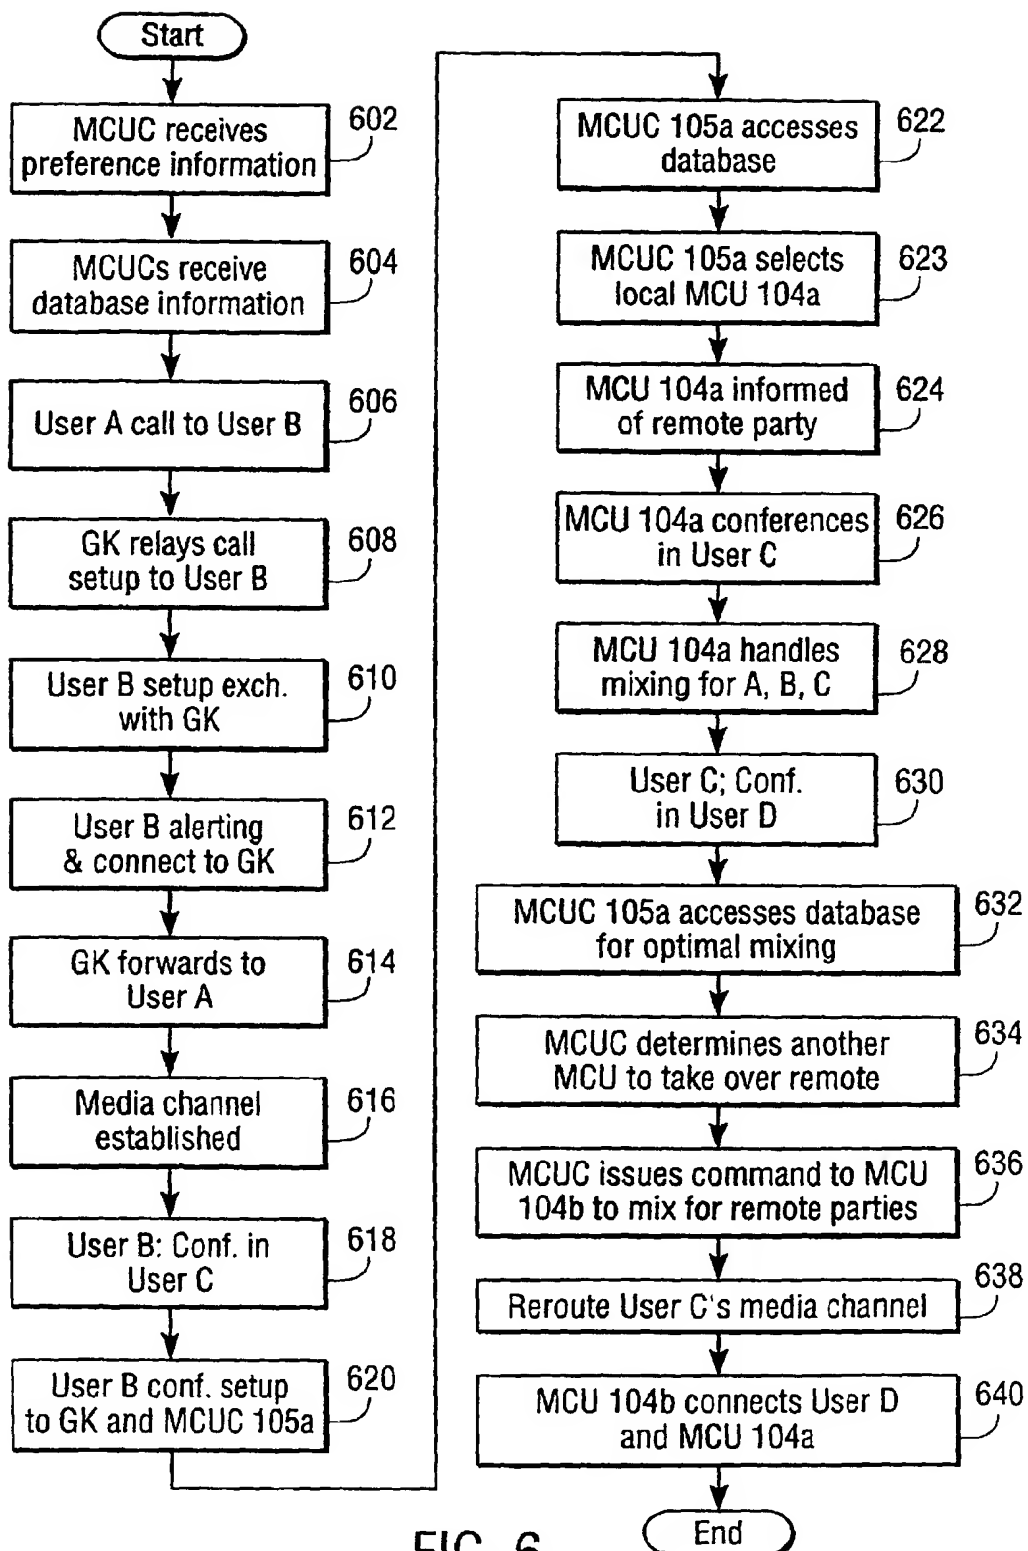 Start
MCUC receives
preference information
602
MCUCs receive
database information
604
User A call to User B
606
GK relays call
setup to User B
608
User B setup exch.
with GK
610
User B alerting
& connect to GK
612
GK forwards to
User A
614
Media channel
established
616
User B: Conf. in
User C
618
User B conf. setup
to GK and MCUC 105a
620
MCUC 105a accesses
database
622
MCUC 105a selects
local MCU 104a
623
MCU 104a informed
of remote party
624
MCU 104a conferences
in User C
626
MCU 104a handles
mixing for A, B, C
628
User C; Conf.
in User D
630
MCUC 105a accesses database
for optimal mixing
632
MCUC determines another
MCU to take over remote
634
MCUC issues command to MCU
104b to mix for remote parties
636
Reroute User C's media channel
638
MCU 104b connects User D
and MCU 104a
640
End
FIG. 6